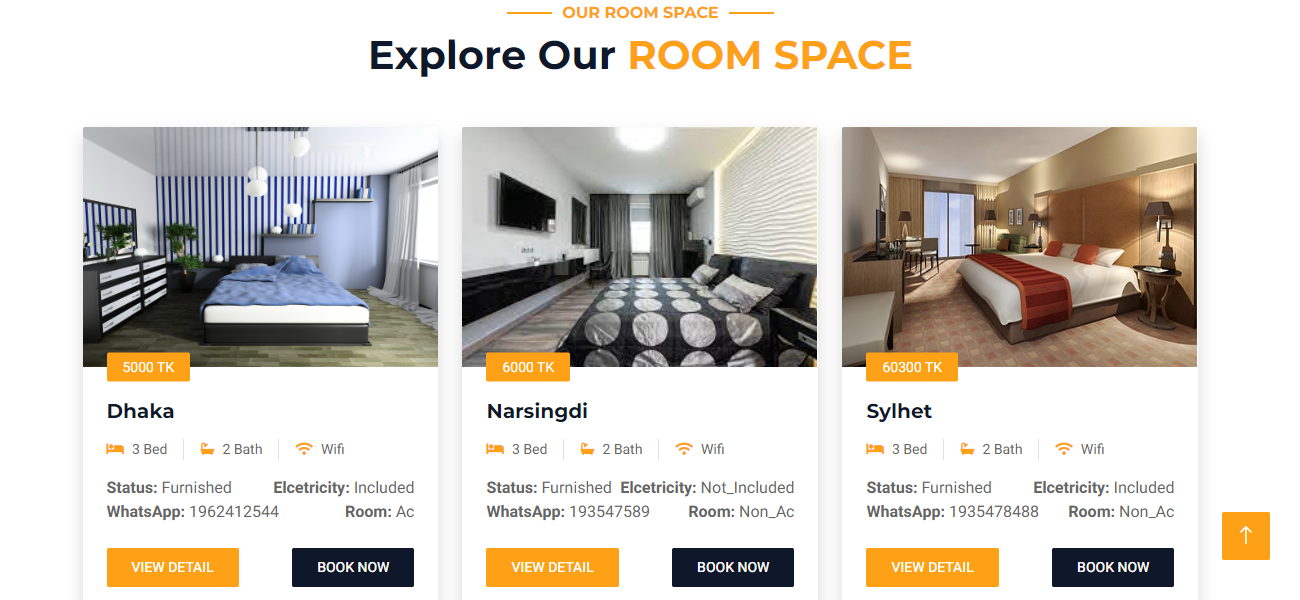 OUR ROOM SPACE
Explore Our ROOM SPACE
5000 TK
Dhaka
3 Bed 2 Bath Wifi
Status: Furnished Elcetricity: Included
WhatsApp: 1962412544 Room: Ac
VIEW DETAIL BOOK NOW
6000 TK
Narsingdi
3 Bed 2 Bath Wifi
Status: Furnished Elcetricity: Not_Included
WhatsApp: 193547589 Room: Non_Ac
VIEW DETAIL BOOK NOW
60300 TK
Sylhet
3 Bed 2 Bath Wifi
Status: Furnished Elcetricity: Included
WhatsApp: 1935478488 Room: Non_Ac
VIEW DETAIL BOOK NOW